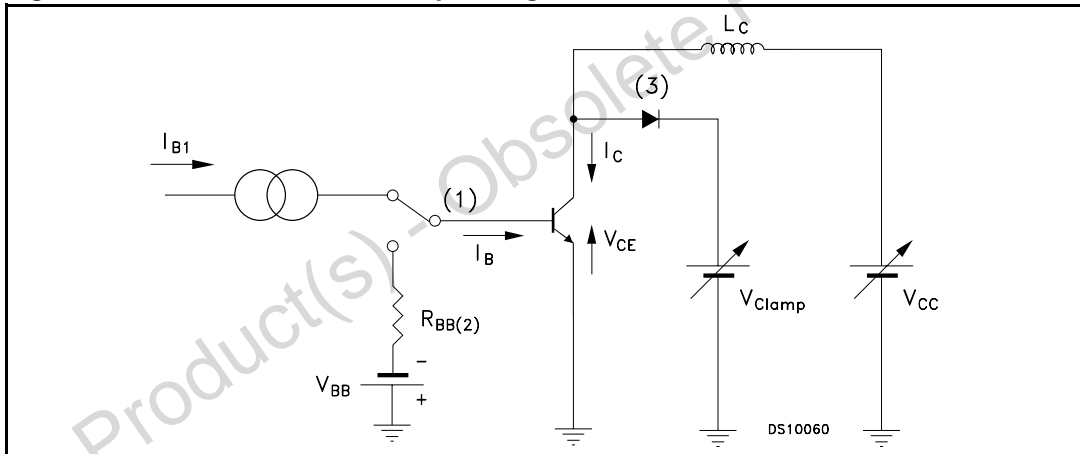 Product(s) - Obsolete
L_C
(3)
I_B1
I_C
(1)
I_B
V_CE
V_Clamp
V_CC
R_BB(2)
-
V_BB
+
DS10060